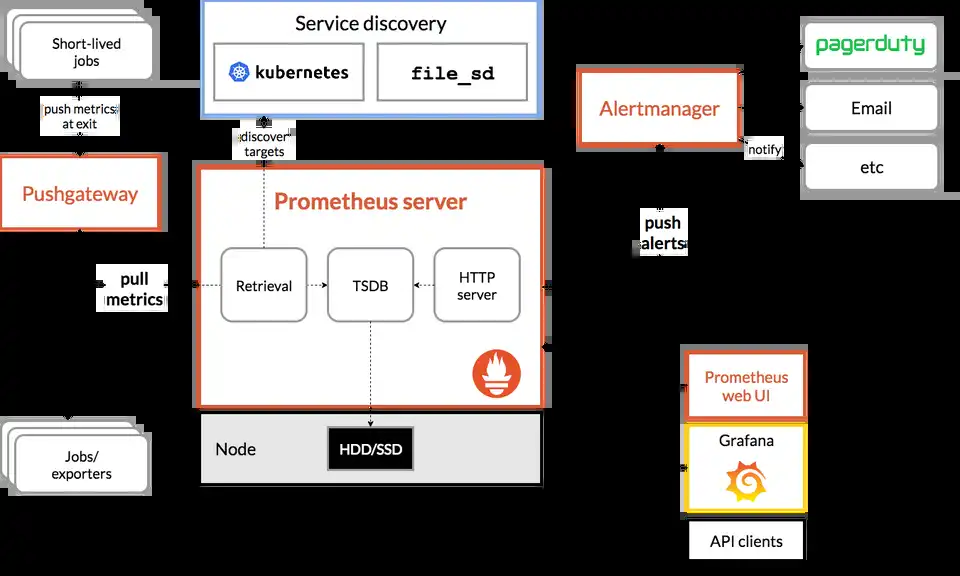 Short-lived
jobs
push metrics
at exit
Pushgateway
pull
metrics
Jobs/
exporters
Service discovery
kubernetes
file_sd
discover
targets
Prometheus server
Retrieval
TSDB
HTTP
server
Node
HDD/SSD
Alertmanager
notify
pagerduty
Email
etc
push
alerts
Prometheus
web UI
Grafana
API clients